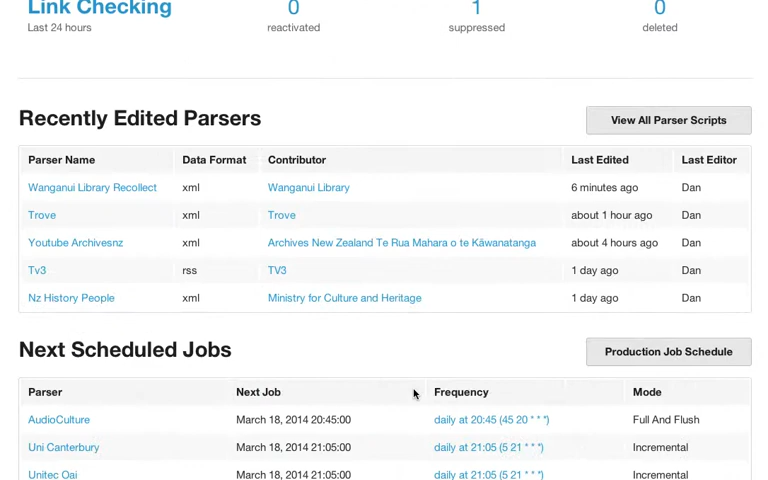 Link Checking 0 1 0
Last 24 hours reactivated suppressed deleted
Recently Edited Parsers View All Parser Scripts
Parser Name Data Format Contributor Last Edited Last Editor
Wanganui Library Recollect xml Wanganui Library 6 minutes ago Dan
Trove xml Trove about 1 hour ago Dan
Youtube Archivesnz xml Archives New Zealand Te Rua Mahara o te Kāwanatanga about 4 hours ago Dan
Tv3 rss TV3 1 day ago Dan
Nz History People xml Ministry for Culture and Heritage 1 day ago Dan
Next Scheduled Jobs Production Job Schedule
Parser Next Job Frequency Mode
AudioCulture March 18, 2014 20:45:00 daily at 20:45 (45 20 * * *) Full And Flush
Uni Canterbury March 18, 2014 21:05:00 daily at 21:05 (5 21 * * *) Incremental
Unitec Oai March 18, 2014 21:05:00 daily at 21:05 (5 21 * * *) Incremental